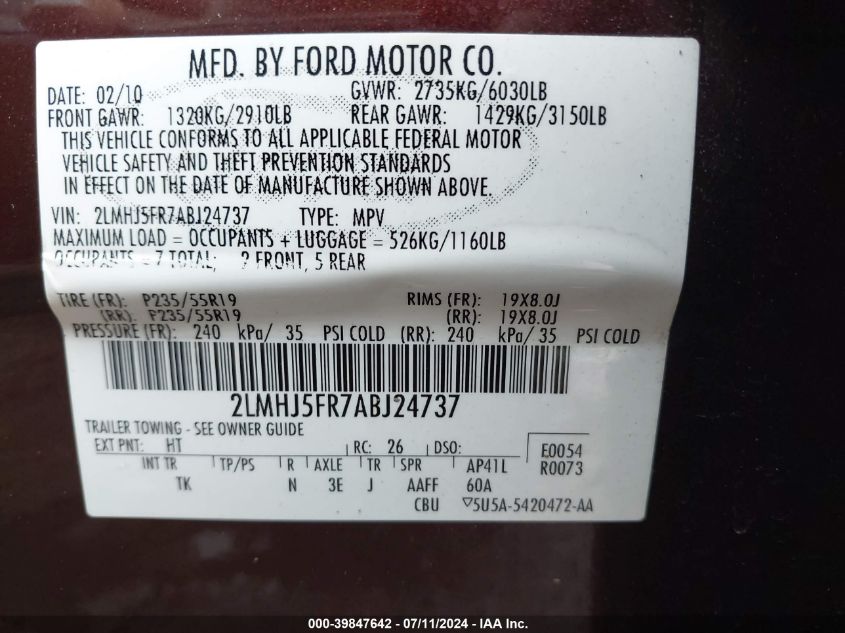 MFD. BY FORD MOTOR CO.
DATE: 02/10 GVWR: 2735KG/6030LB
FRONT GAWR: 1320KG/2910LB REAR GAWR: 1429KG/3150LB
THIS VEHICLE CONFORMS TO ALL APPLICABLE FEDERAL MOTOR
VEHICLE SAFETY AND THEFT PREVENTION STANDARDS
IN EFFECT ON THE DATE OF MANUFACTURE SHOWN ABOVE.
VIN: 2LMHJ5FR7ABJ24737 TYPE: MPV
MAXIMUM LOAD = OCCUPANTS + LUGGAGE = 526KG/1160LB
OCCUPANTS = 7 TOTAL; 2 FRONT, 5 REAR
TIRE (FR): P235/55R19 RIMS (FR): 19X8.0J
(RR): P235/55R19 (RR): 19X8.0J
PRESSURE (FR): 240 kPa/ 35 PSI COLD (RR): 240 kPa/ 35 PSI COLD
2LMHJ5FR7ABJ24737
TRAILER TOWING - SEE OWNER GUIDE
EXT PNT: HT RC: 26 DSO: E0054
R0073
INT TR TP/PS R AXLE TR SPR AP41L
TK N 3E J AAFF 60A
CBU ▽5U5A-5420472-AA
000-39847642 - 07/11/2024 - IAA Inc.